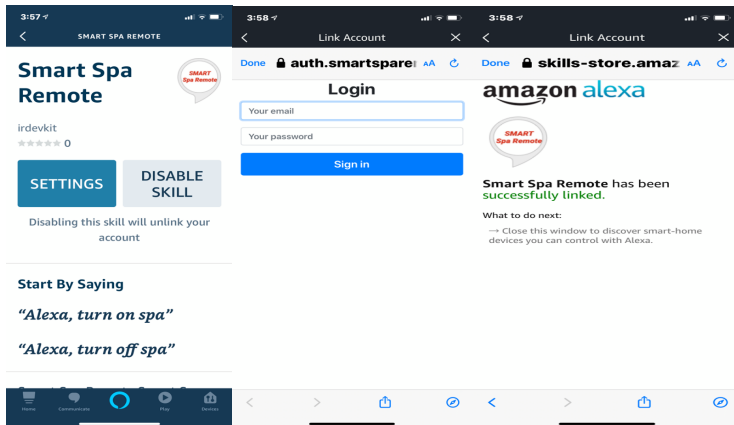 3:57
SMART SPA REMOTE
Smart Spa
Remote
SMART
Spa Remote
irdevkit
0
SETTINGS
DISABLE
SKILL
Disabling this skill will unlink your
account
Start By Saying
“Alexa, turn on spa”
“Alexa, turn off spa”
Home
Communicate
Play
Devices
3:58
Link Account
Done
auth.smartspare
AA
Login
Your email
Your password
Sign in
3:58
Link Account
Done
skills-store.amaz
AA
amazon alexa
SMART
Spa Remote
Smart Spa Remote has been
successfully linked.
What to do next:
→ Close this window to discover smart-home
devices you can control with Alexa.